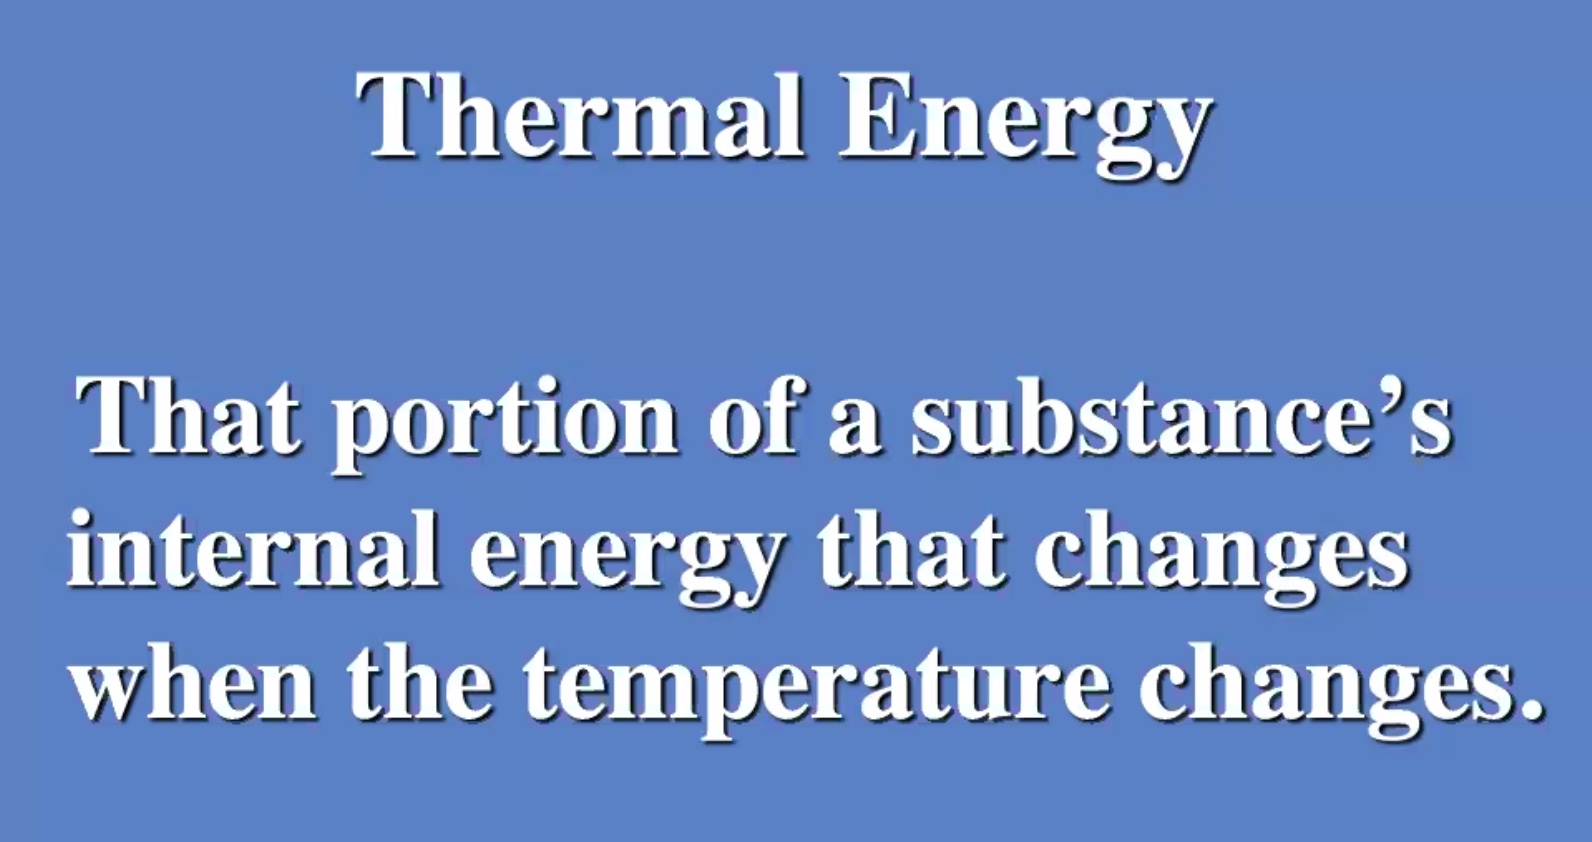 Thermal Energy
That portion of a substance’s
internal energy that changes
when the temperature changes.